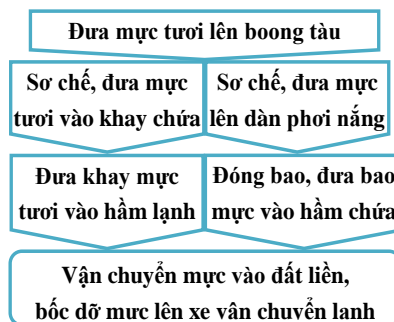 Đưa mực tươi lên boong tàu
Sơ chế, đưa mực
tươi vào khay chứa
Sơ chế, đưa mực
lên dàn phơi nắng
Đưa khay mực
tươi vào hầm lạnh
Đóng bao, đưa bao
mực vào hầm chứa
Vận chuyển mực vào đất liền,
bốc dỡ mực lên xe vận chuyển lạnh